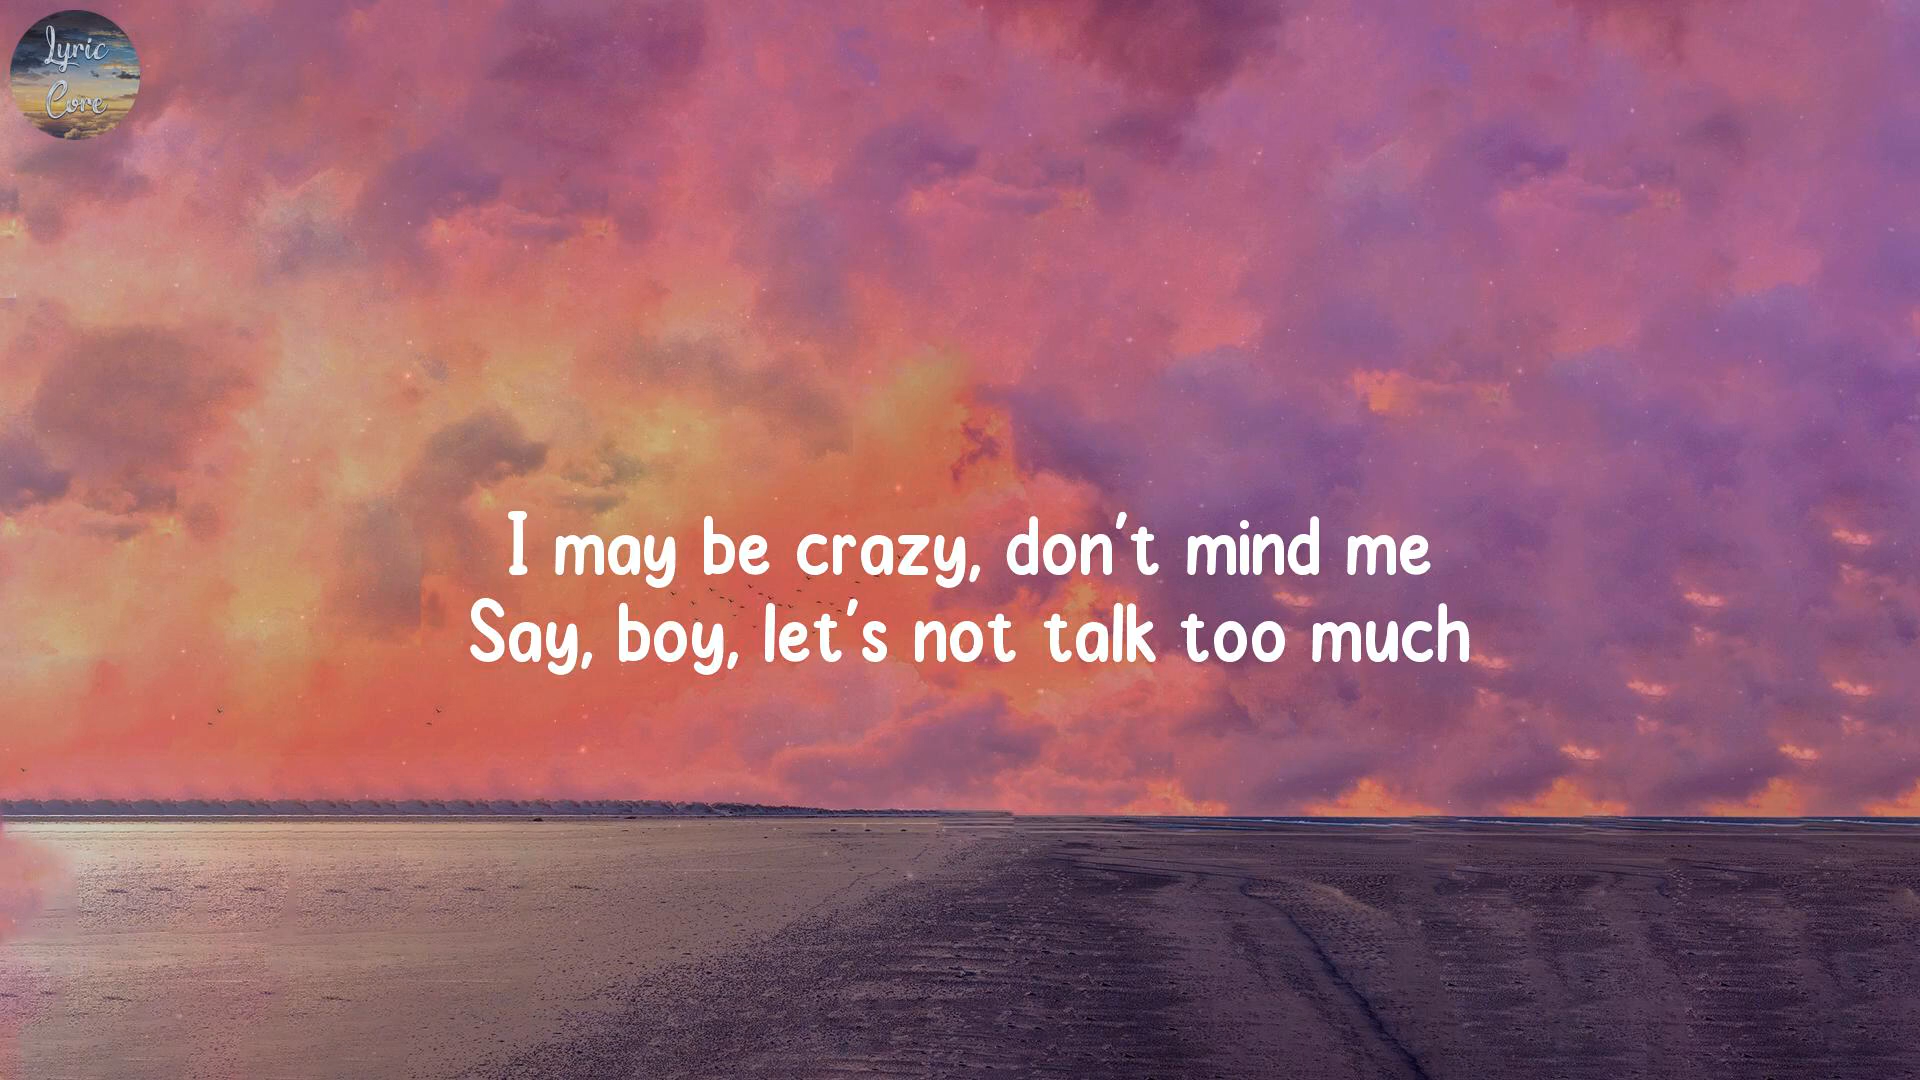 Lyric
Core
I may be crazy, don't mind me
Say, boy, let's not talk too much